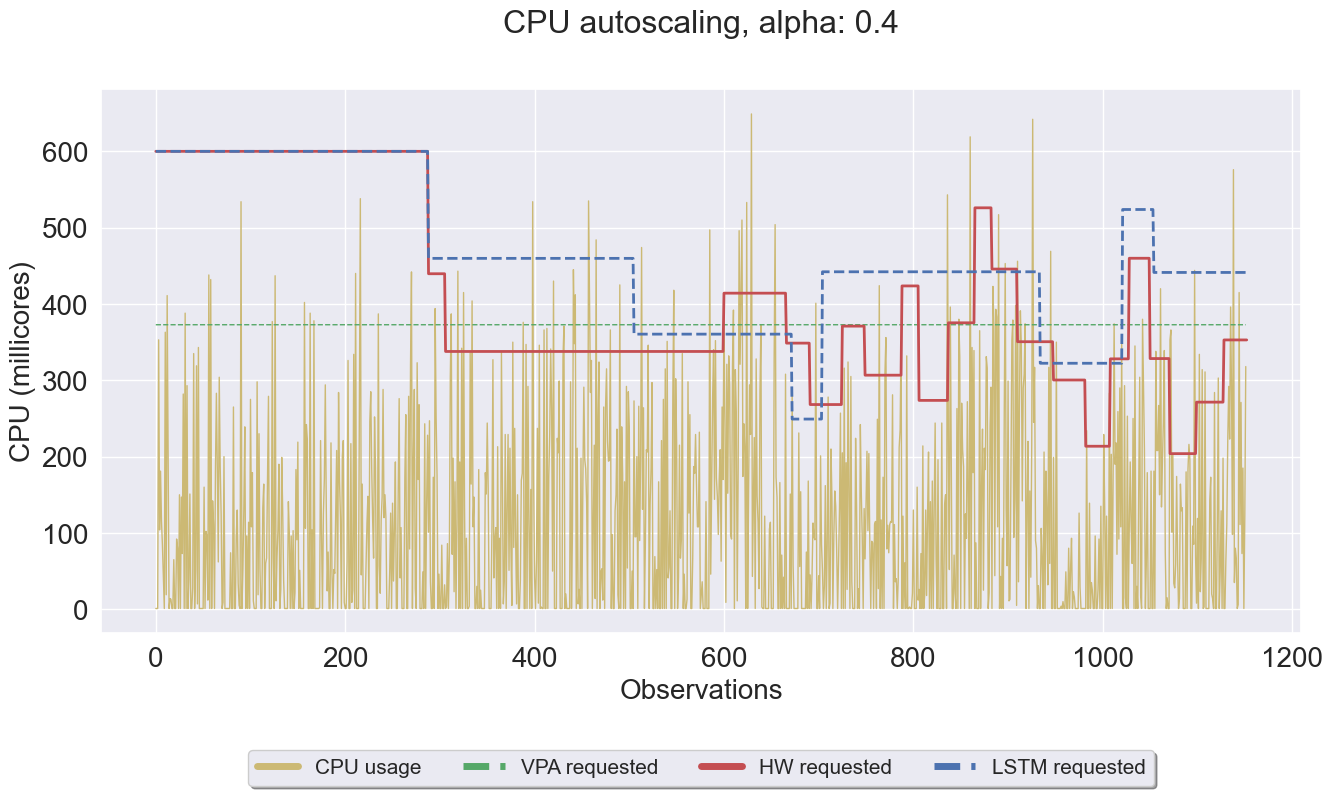 CPU autoscaling, alpha: 0.4
600
500
400
300
200
100
0
CPU (millicores)
0 200 400 600 800 1000 1200
Observations
CPU usage VPA requested HW requested LSTM requested